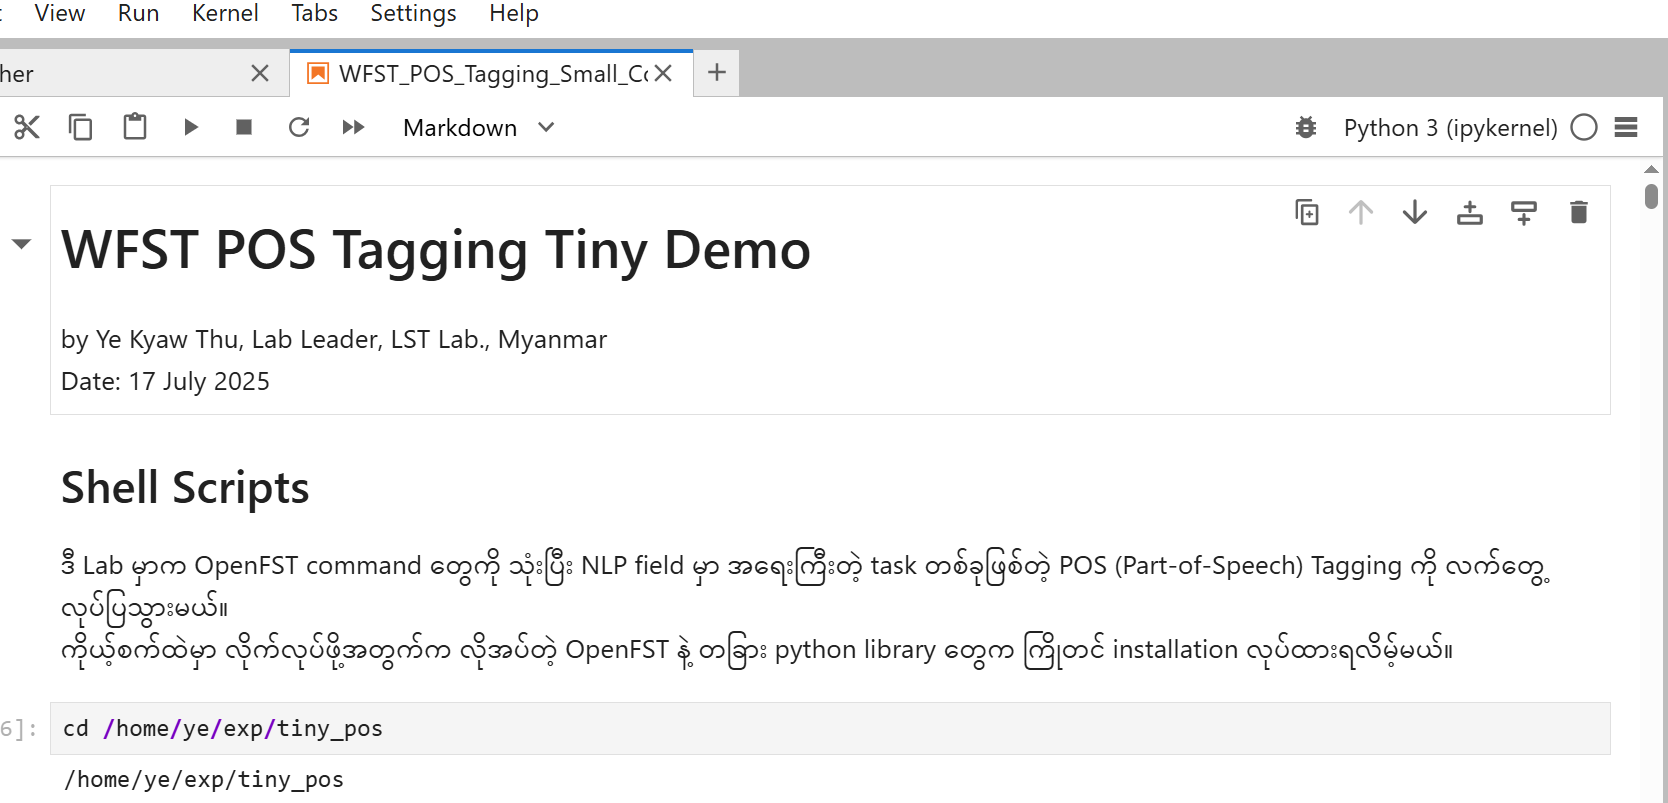 View Run Kernel Tabs Settings Help
her
WFST_POS_Tagging_Small_Co
Markdown
Python 3 (ipykernel)
WFST POS Tagging Tiny Demo
by Ye Kyaw Thu, Lab Leader, LST Lab., Myanmar
Date: 17 July 2025
Shell Scripts
ဒီ Lab မှာက OpenFST command တွေကို သုံးပြီး NLP field မှာ အရေးကြီးတဲ့ task တစ်ခုဖြစ်တဲ့ POS (Part-of-Speech) Tagging ကို လက်တွေ့
လုပ်ပြသွားမယ်။
ကိုယ့်စက်ထဲမှာ လိုက်လုပ်ဖို့အတွက်က လိုအပ်တဲ့ OpenFST နဲ့ တခြား python library တွေက ကြိုတင် installation လုပ်ထားရလိမ့်မယ်။
6]: cd /home/ye/exp/tiny_pos
/home/ye/exp/tiny_pos